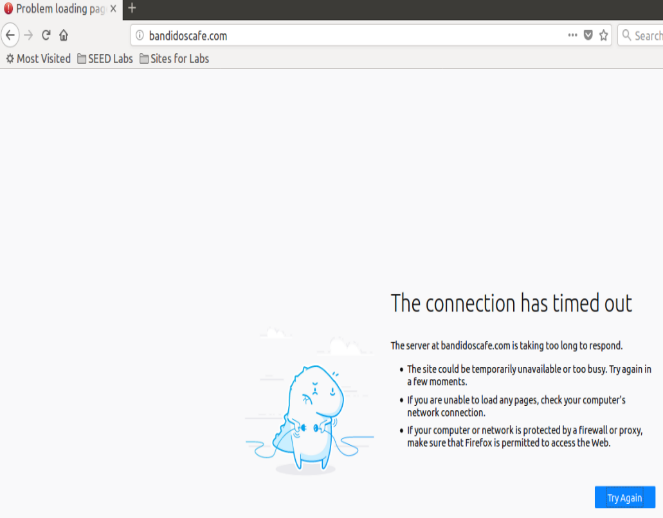 Problem loading pag
bandidoscafe.com
Search
Most Visited SEED Labs Sites for Labs
The connection has timed out
The server at bandidoscafe.com is taking too long to respond.
The site could be temporarily unavailable or too busy. Try again in
a few moments.
If you are unable to load any pages, check your computer's
network connection.
If your computer or network is protected by a firewall or proxy,
make sure that Firefox is permitted to access the Web.
Try Again